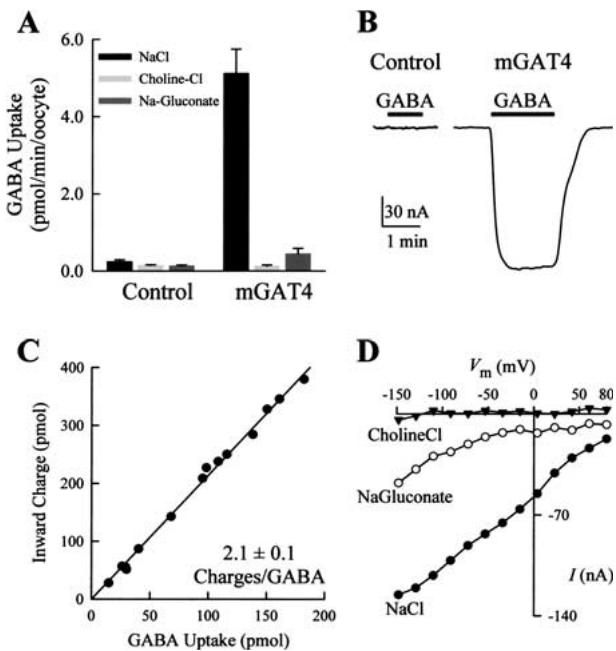 A
GABA Uptake
(pmol/min/oocyte)
6.0
4.0
2.0
0.0
NaCl
Choline-Cl
Na-Gluconate
Control
mGAT4
B
Control
mGAT4
GABA
GABA
30 nA
1 min
C
Inward Charge (pmol)
400
300
200
100
0
2.1 ± 0.1
Charges/GABA
0
50
100
150
200
GABA Uptake (pmol)
D
Vm (mV)
-150
-100
-50
0
50
80
CholineCl
NaGluconate
-70
I (nA)
NaCl
-140